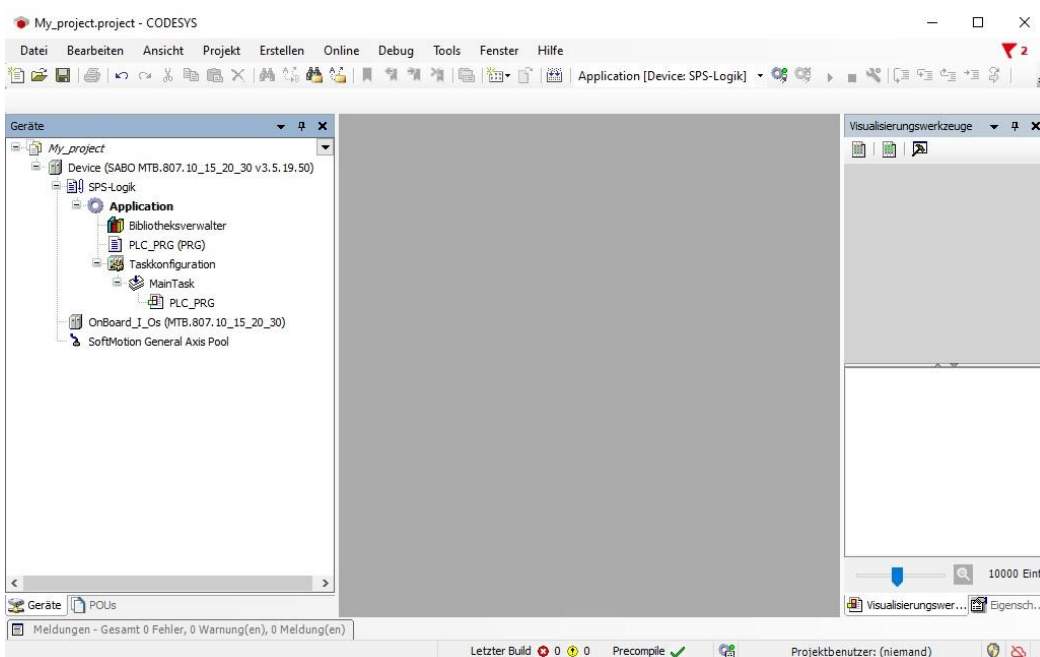 My_project.project - CODESYS
Datei Bearbeiten Ansicht Projekt Erstellen Online Debug Tools Fenster Hilfe
2
Application [Device: SPS-Logik]
Geräte
Visualisierungswerkzeuge
My_project
Device (SABO MTB.807.10_15_20_30 v3.5.19.50)
SPS-Logik
Application
Bibliotheksverwalter
PLC_PRG (PRG)
Taskkonfiguration
MainTask
PLC_PRG
OnBoard_I_Os (MTB.807.10_15_20_30)
SoftMotion General Axis Pool
10000 Einf
Geräte POUs
Visualisierungswer... Eigensch...
Meldungen - Gesamt 0 Fehler, 0 Warnung(en), 0 Meldung(en)
Letzter Build 0 0 Precompile Projektbenutzer: (niemand)